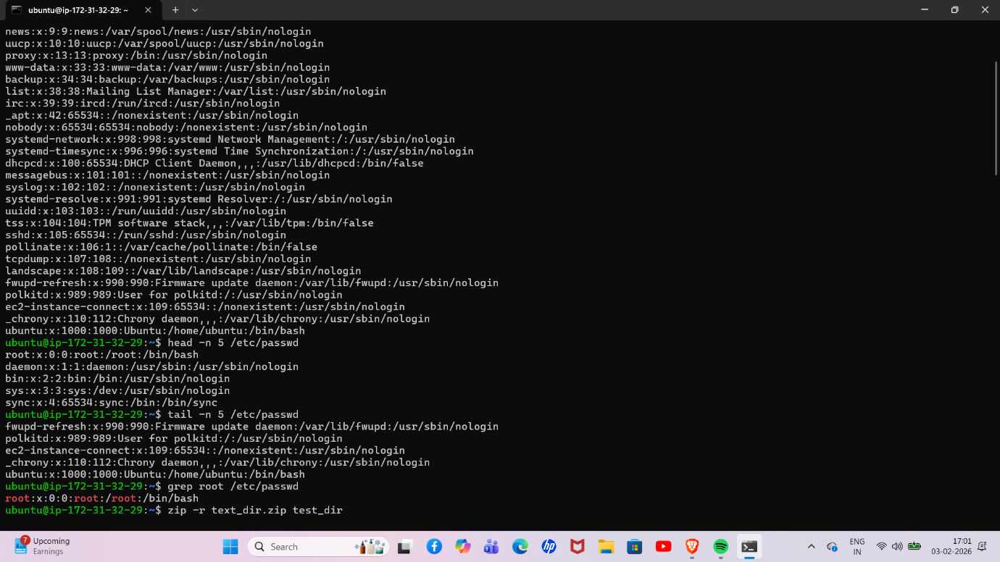 ubuntu@ip-172-31-32-29: ~
news:x:9:9:news:/var/spool/news:/usr/sbin/nologin
uucp:x:10:10:uucp:/var/spool/uucp:/usr/sbin/nologin
proxy:x:13:13:proxy:/bin:/usr/sbin/nologin
www-data:x:33:33:www-data:/var/www:/usr/sbin/nologin
backup:x:34:34:backup:/var/backups:/usr/sbin/nologin
list:x:38:38:Mailing List Manager:/var/list:/usr/sbin/nologin
irc:x:39:39:ircd:/run/ircd:/usr/sbin/nologin
_apt:x:42:65534::/nonexistent:/usr/sbin/nologin
nobody:x:65534:65534:nobody:/nonexistent:/usr/sbin/nologin
systemd-network:x:998:998:systemd Network Management:/:/usr/sbin/nologin
systemd-timesync:x:996:996:systemd Time Synchronization:/:/usr/sbin/nologin
dhcpcd:x:100:65534:DHCP Client Daemon,,,:/usr/lib/dhcpcd:/bin/false
messagebus:x:101:101::/nonexistent:/usr/sbin/nologin
syslog:x:102:102::/nonexistent:/usr/sbin/nologin
systemd-resolve:x:991:991:systemd Resolver:/:/usr/sbin/nologin
uuidd:x:103:103::/run/uuidd:/usr/sbin/nologin
tss:x:104:104:TPM software stack,,,:/var/lib/tpm:/bin/false
sshd:x:105:65534::/run/sshd:/usr/sbin/nologin
pollinate:x:106:1::/var/cache/pollinate:/bin/false
tcpdump:x:107:108::/nonexistent:/usr/sbin/nologin
landscape:x:108:109::/var/lib/landscape:/usr/sbin/nologin
fwupd-refresh:x:990:990:Firmware update daemon:/var/lib/fwupd:/usr/sbin/nologin
polkitd:x:989:989:User for polkitd:/:/usr/sbin/nologin
ec2-instance-connect:x:109:65534::/nonexistent:/usr/sbin/nologin
_chrony:x:110:112:Chrony daemon,,,:/var/lib/chrony:/usr/sbin/nologin
ubuntu:x:1000:1000:Ubuntu:/home/ubuntu:/bin/bash
ubuntu@ip-172-31-32-29:~$ head -n 5 /etc/passwd
root:x:0:0:root:/root:/bin/bash
daemon:x:1:1:daemon:/usr/sbin:/usr/sbin/nologin
bin:x:2:2:bin:/bin:/usr/sbin/nologin
sys:x:3:3:sys:/dev:/usr/sbin/nologin
sync:x:4:65534:sync:/bin:/bin/sync
ubuntu@ip-172-31-32-29:~$ tail -n 5 /etc/passwd
fwupd-refresh:x:990:990:Firmware update daemon:/var/lib/fwupd:/usr/sbin/nologin
polkitd:x:989:989:User for polkitd:/:/usr/sbin/nologin
ec2-instance-connect:x:109:65534::/nonexistent:/usr/sbin/nologin
_chrony:x:110:112:Chrony daemon,,,:/var/lib/chrony:/usr/sbin/nologin
ubuntu:x:1000:1000:Ubuntu:/home/ubuntu:/bin/bash
ubuntu@ip-172-31-32-29:~$ grep root /etc/passwd
root:x:0:0:root:/root:/bin/bash
ubuntu@ip-172-31-32-29:~$ zip -r text_dir.zip test_dir
7
Upcoming
Earnings
Search
hp
ENG
IN
17:01
03-02-2026